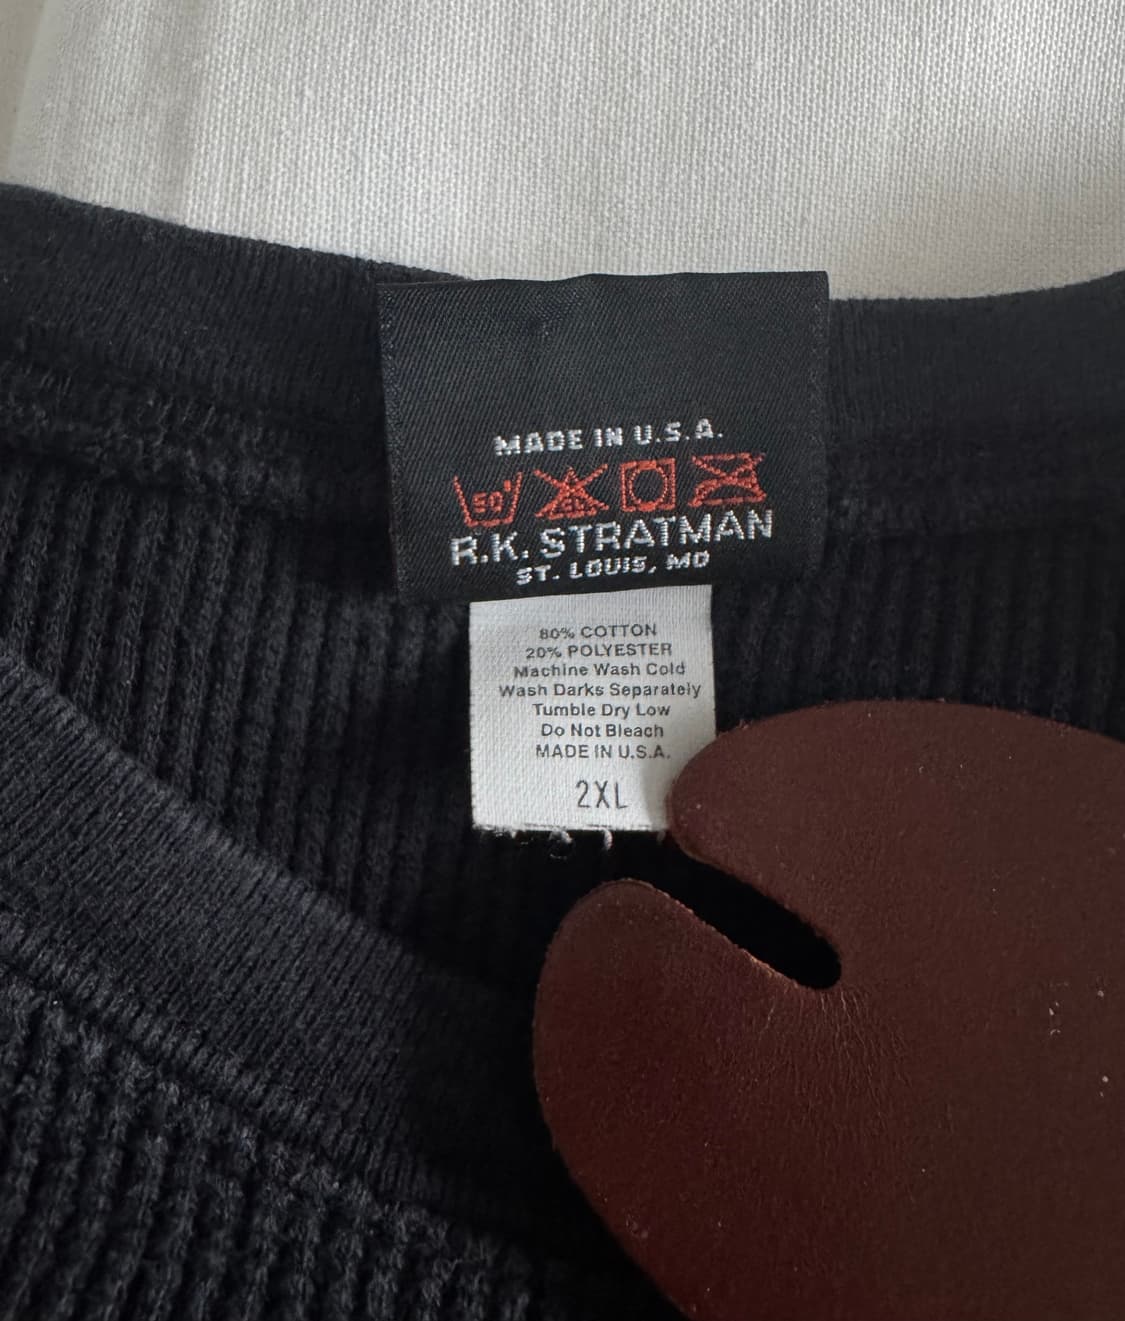 MADE IN U.S.A.
50° CL
R.K. STRATMAN
ST. LOUIS, MO
80% COTTON
20% POLYESTER
Machine Wash Cold
Wash Darks Separately
Tumble Dry Low
Do Not Bleach
MADE IN U.S.A.
2XL